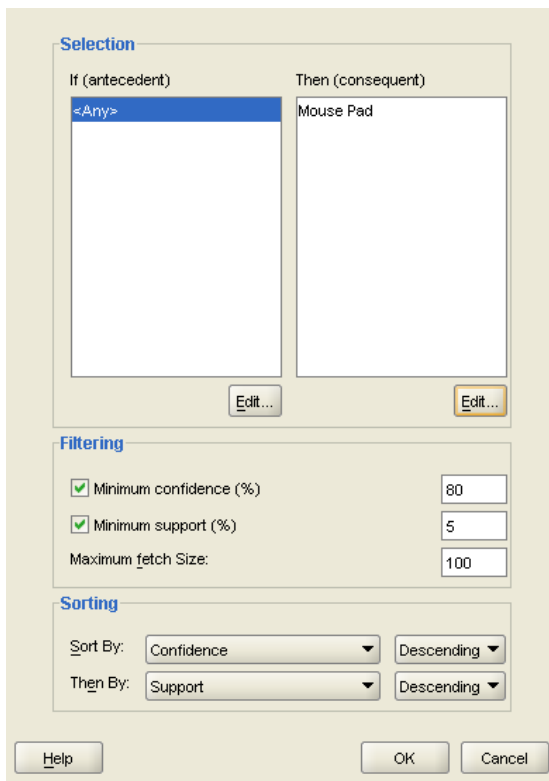 Selection
If (antecedent) Then (consequent)
<Any> Mouse Pad
Edit... Edit...
Filtering
Minimum confidence (%) 80
Minimum support (%) 5
Maximum fetch Size: 100
Sorting
Sort By: Confidence Descending
Then By: Support Descending
Help OK Cancel